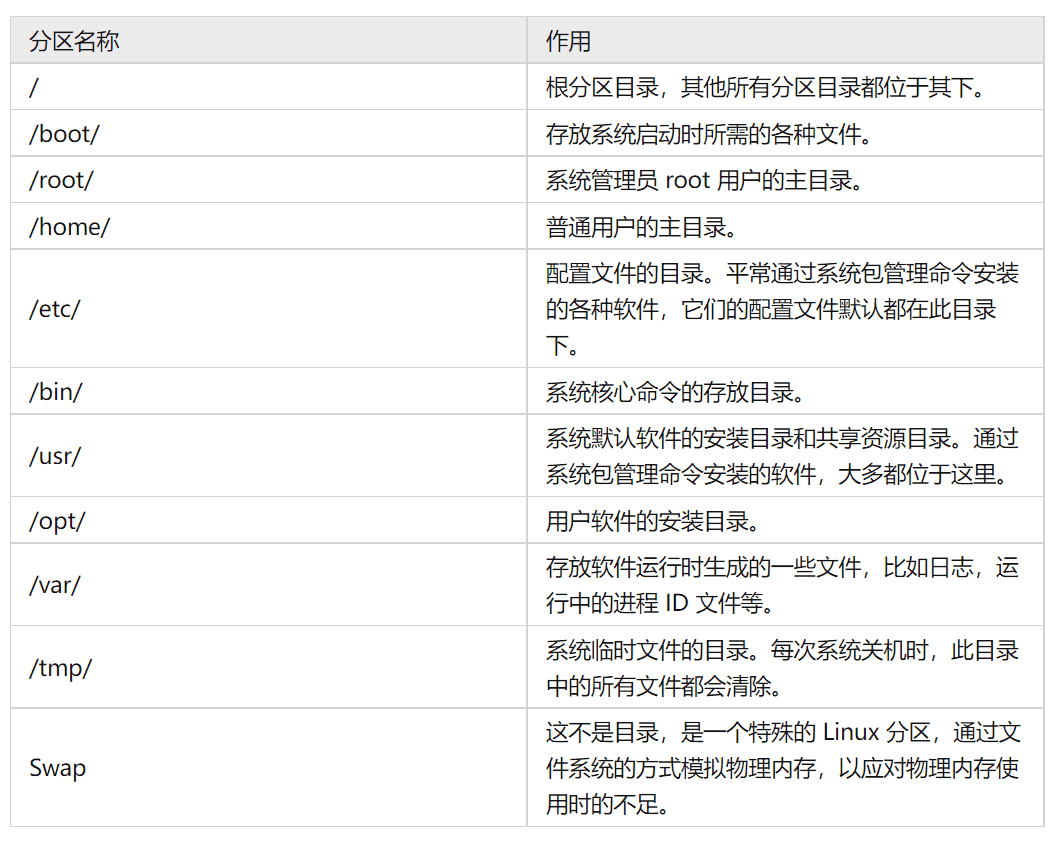 分区名称
作用
/
根分区目录，其他所有分区目录都位于其下。
/boot/
存放系统启动时所需的各种文件。
/root/
系统管理员 root 用户的主目录。
/home/
普通用户的主目录。
/etc/
配置文件的目录。平常通过系统包管理命令安装
的各种软件，它们的配置文件默认都在此目录
下。
/bin/
系统核心命令的存放目录。
/usr/
系统默认软件的安装目录和共享资源目录。通过
系统包管理命令安装的软件，大多都位于这里。
/opt/
用户软件的安装目录。
/var/
存放软件运行时生成的一些文件，比如日志，运
行中的进程 ID 文件等。
/tmp/
系统临时文件的目录。每次系统关机时，此目录
中的所有文件都会清除。
Swap
这不是目录，是一个特殊的 Linux 分区，通过文
件系统的方式模拟物理内存，以应对物理内存使
用时的不足。